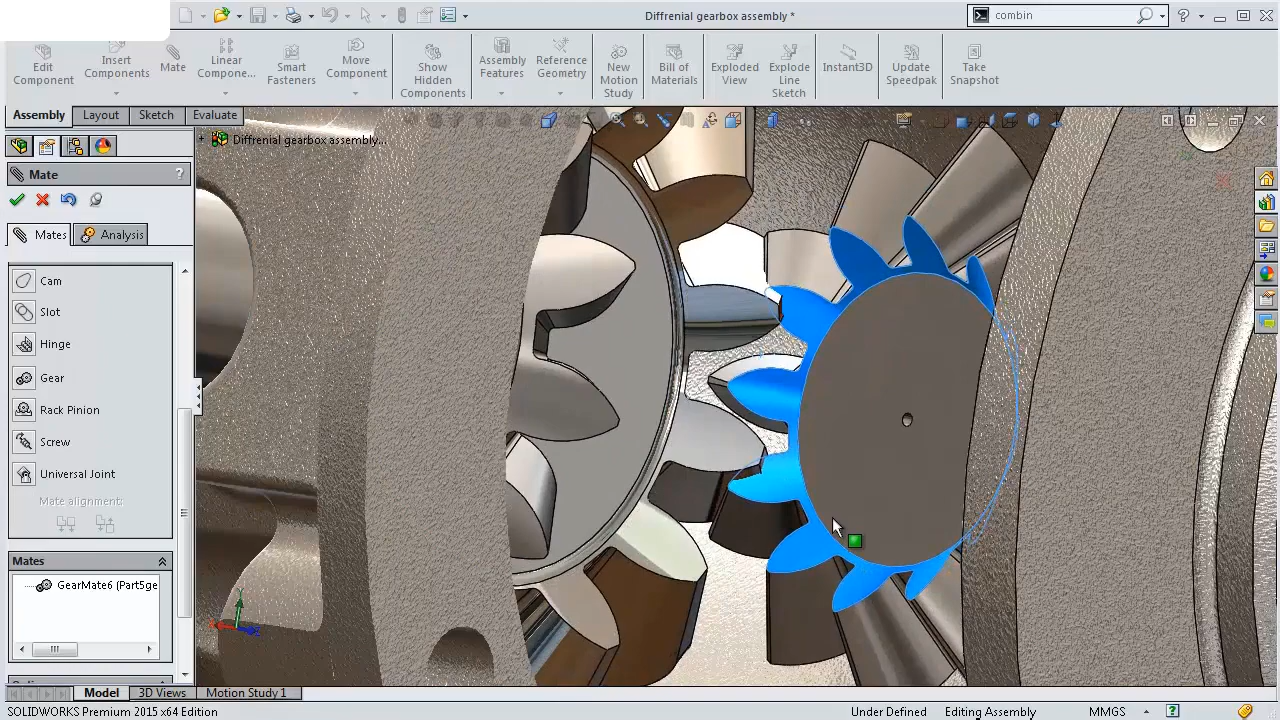 Diffrenial gearbox assembly *
combin
Edit Component
Insert Components
Mate
Linear Compone...
Smart Fasteners
Move Component
Show Hidden Components
Assembly Features
Reference Geometry
New Motion Study
Bill of Materials
Exploded View
Explode Line Sketch
Instant3D
Update Speedpak
Take Snapshot
Assembly
Layout
Sketch
Evaluate
Diffrenial gearbox assembly...
Mate
?
Mates
Analysis
Cam
Slot
Hinge
Gear
Rack Pinion
Screw
Universal Joint
Mate alignment:
Mates
GearMate6 (Part5ge
Model
3D Views
Motion Study 1
SOLIDWORKS Premium 2015 x64 Edition
Under Defined
Editing Assembly
MMGS